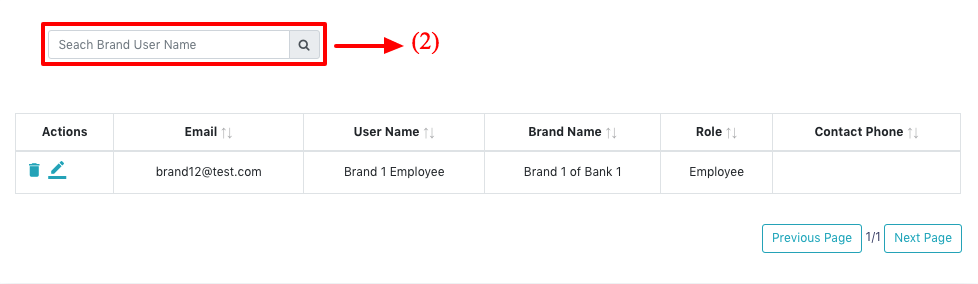 Seach Brand User Name
(2)
Actions Email User Name Brand Name Role Contact Phone
brand12@test.com Brand 1 Employee Brand 1 of Bank 1 Employee
Previous Page 1/1 Next Page